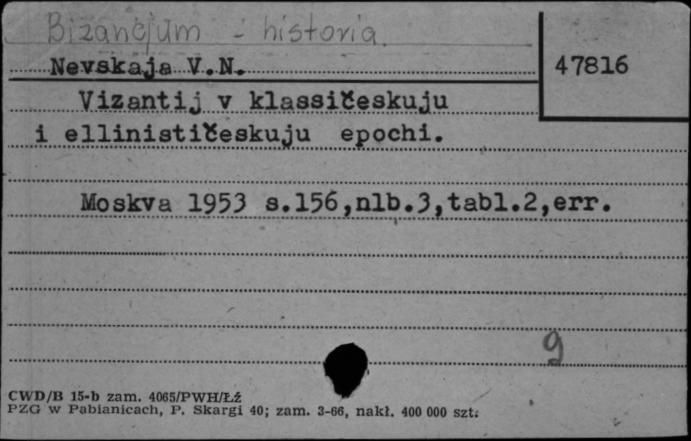 Bizancjum - historia
Nevskaja V.N.
47816
Vizantij v klassičeskuju
i ellinističeskuju epochi.
Moskva 1953 s.156,nlb.3,tabl.2,err.
9
CWD/B 15-b zam. 4065/PWH/Łź
PZG w Pabianicach, P. Skargi 40; zam. 3-66, nakł. 400 000 szt.